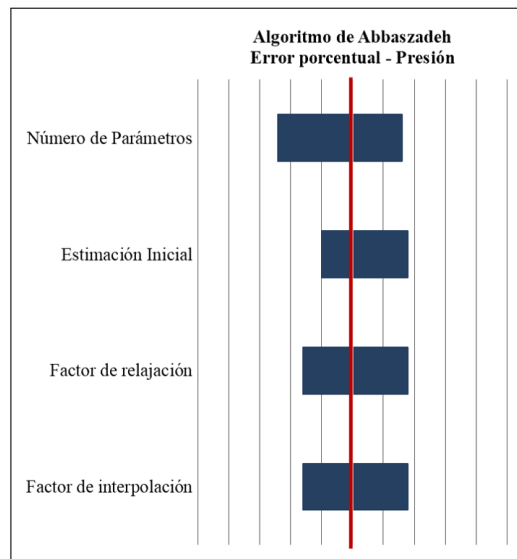 Algoritmo de Abbaszadeh
Error porcentual - Presión
Número de Parámetros
Estimación Inicial
Factor de relajación
Factor de interpolación